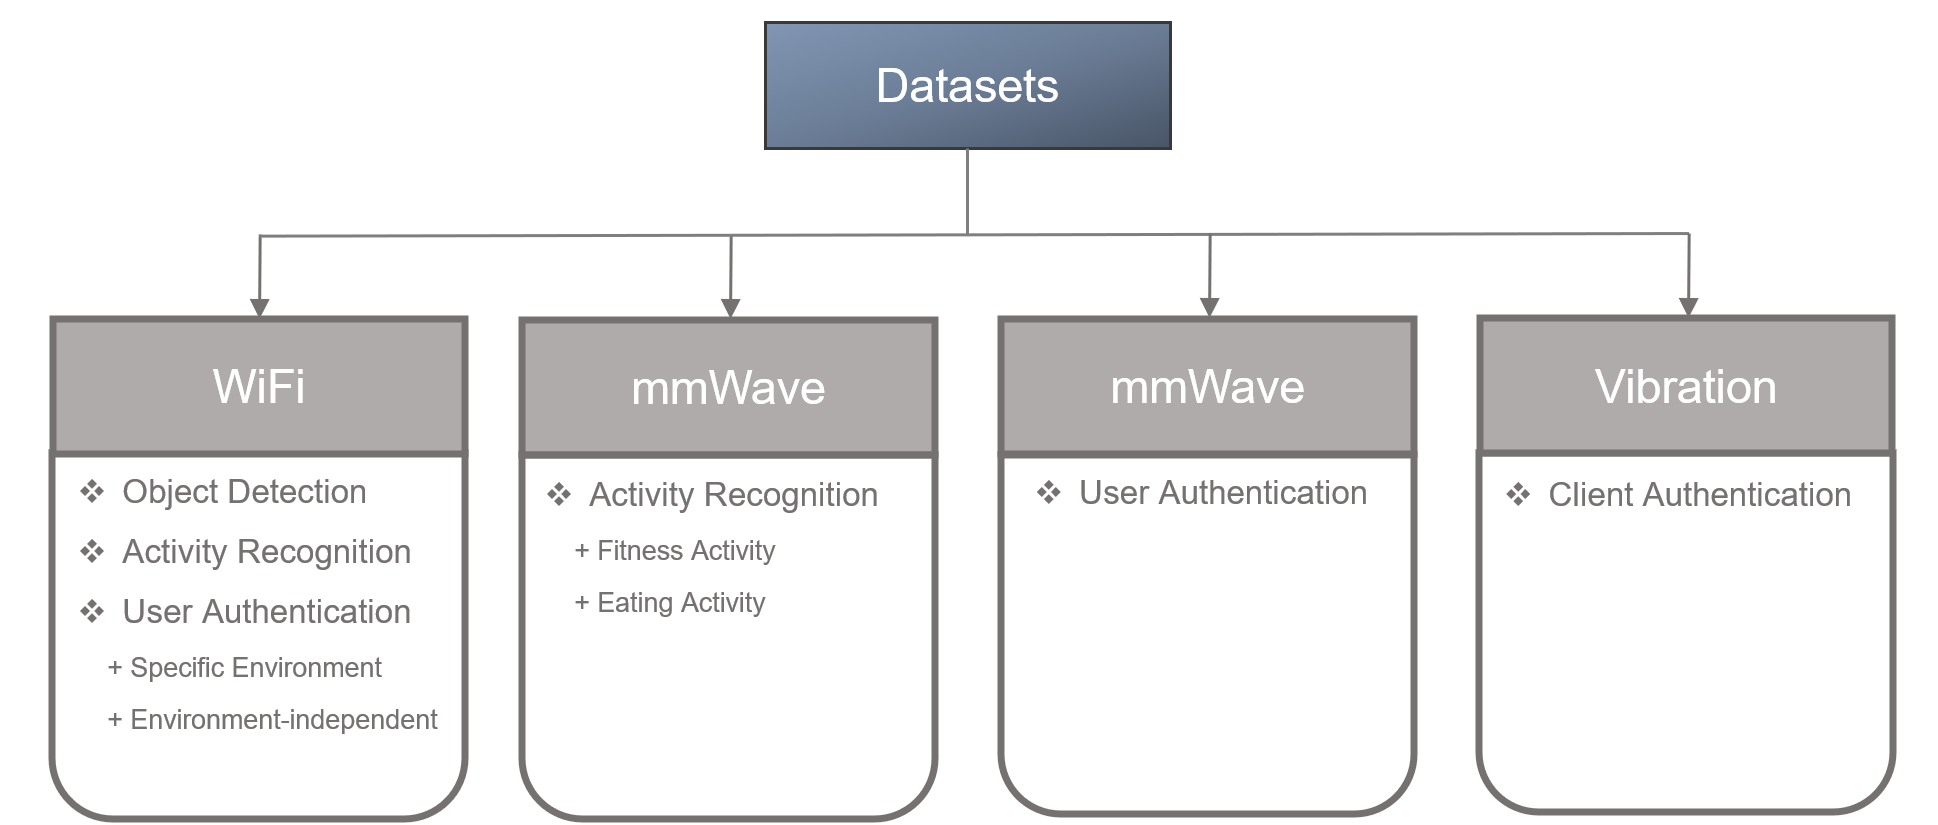 Datasets
WiFi
❖ Object Detection
❖ Activity Recognition
❖ User Authentication
+ Specific Environment
+ Environment-independent
mmWave
❖ Activity Recognition
+ Fitness Activity
+ Eating Activity
mmWave
❖ User Authentication
Vibration
❖ Client Authentication